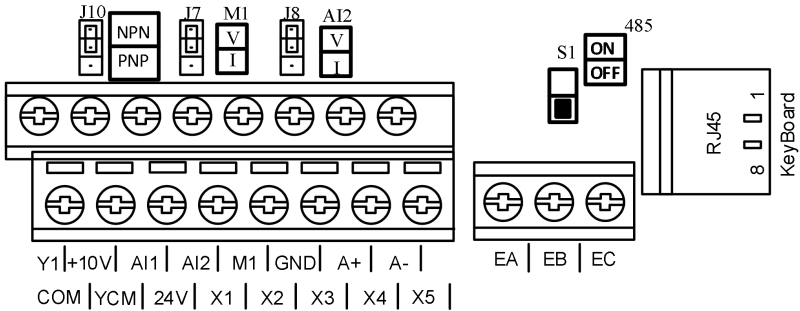 J10 J7 M1 J8 AI2 485
NPN V V S1 ON
PNP I I OFF
RJ45 1 8 KeyBoard
Y1 +10V AI1 AI2 M1 GND A+ A- EA EB EC
COM YCM 24V X1 X2 X3 X4 X5